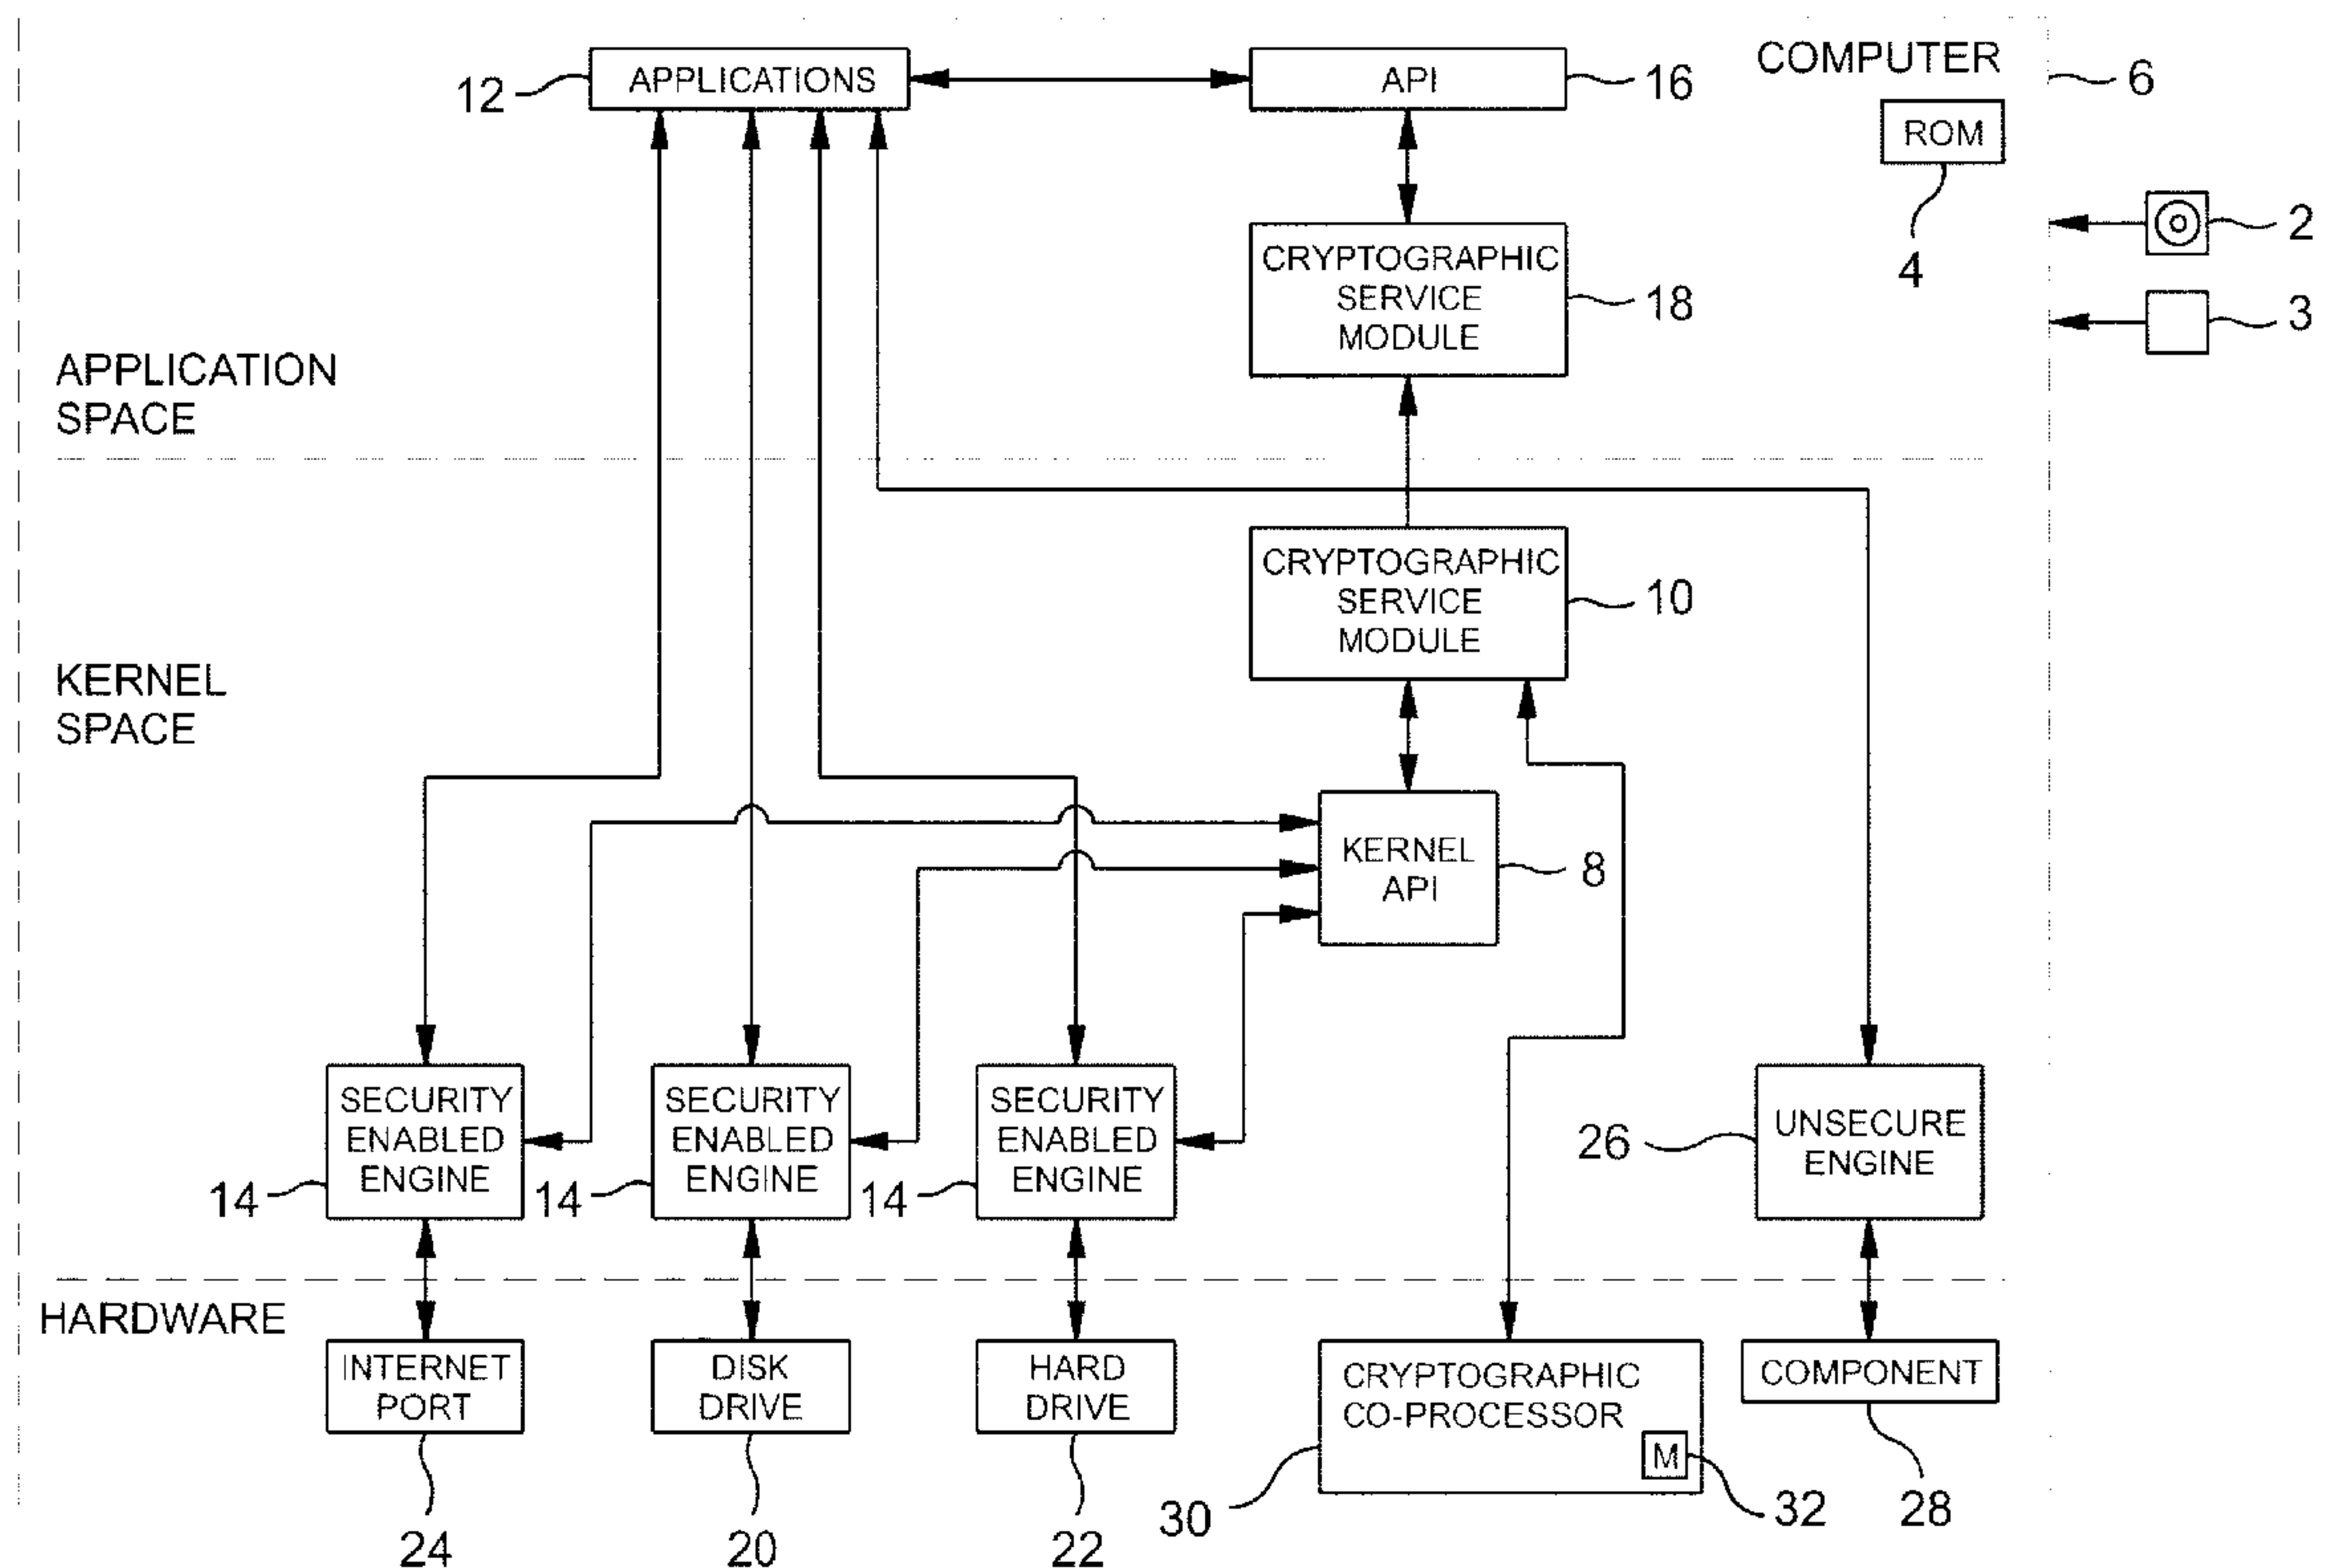 COMPUTER
6
12
APPLICATIONS
API
16
ROM
4
2
3
CRYPTOGRAPHIC
SERVICE
MODULE
18
APPLICATION
SPACE
CRYPTOGRAPHIC
SERVICE
MODULE
10
KERNEL
SPACE
KERNEL
API
8
SECURITY
ENABLED
ENGINE
14
SECURITY
ENABLED
ENGINE
14
SECURITY
ENABLED
ENGINE
14
UNSECURE
ENGINE
26
HARDWARE
INTERNET
PORT
24
DISK
DRIVE
20
HARD
DRIVE
22
CRYPTOGRAPHIC
CO-PROCESSOR
M
30
32
COMPONENT
28